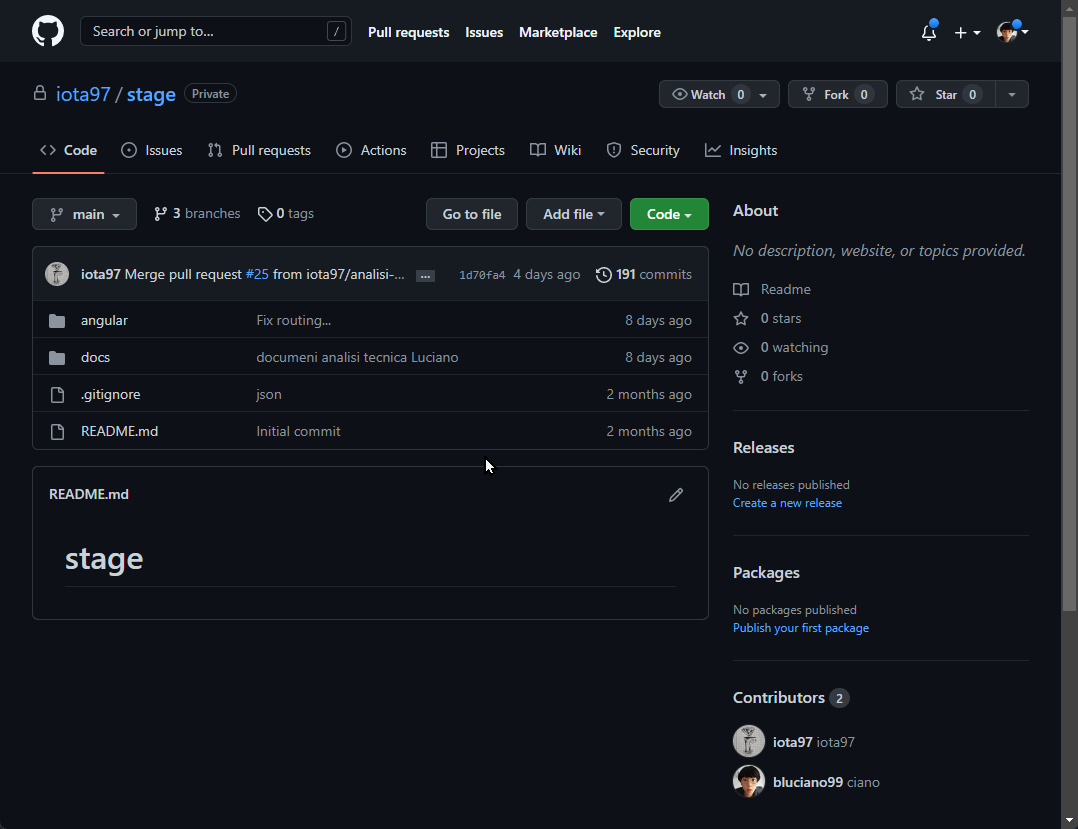 Search or jump to... /
Pull requests Issues Marketplace Explore
iota97 / stage Private
Watch 0 Fork 0 Star 0
Code Issues Pull requests Actions Projects Wiki Security Insights
main 3 branches 0 tags Go to file Add file Code
iota97 Merge pull request #25 from iota97/analisi-... ... 1d70fa4 4 days ago 191 commits
angular Fix routing... 8 days ago
docs documeni analisi tecnica Luciano 8 days ago
.gitignore json 2 months ago
README.md Initial commit 2 months ago
README.md
stage
About
No description, website, or topics provided.
Readme
0 stars
0 watching
0 forks
Releases
No releases published
Create a new release
Packages
No packages published
Publish your first package
Contributors 2
iota97 iota97
bluciano99 ciano